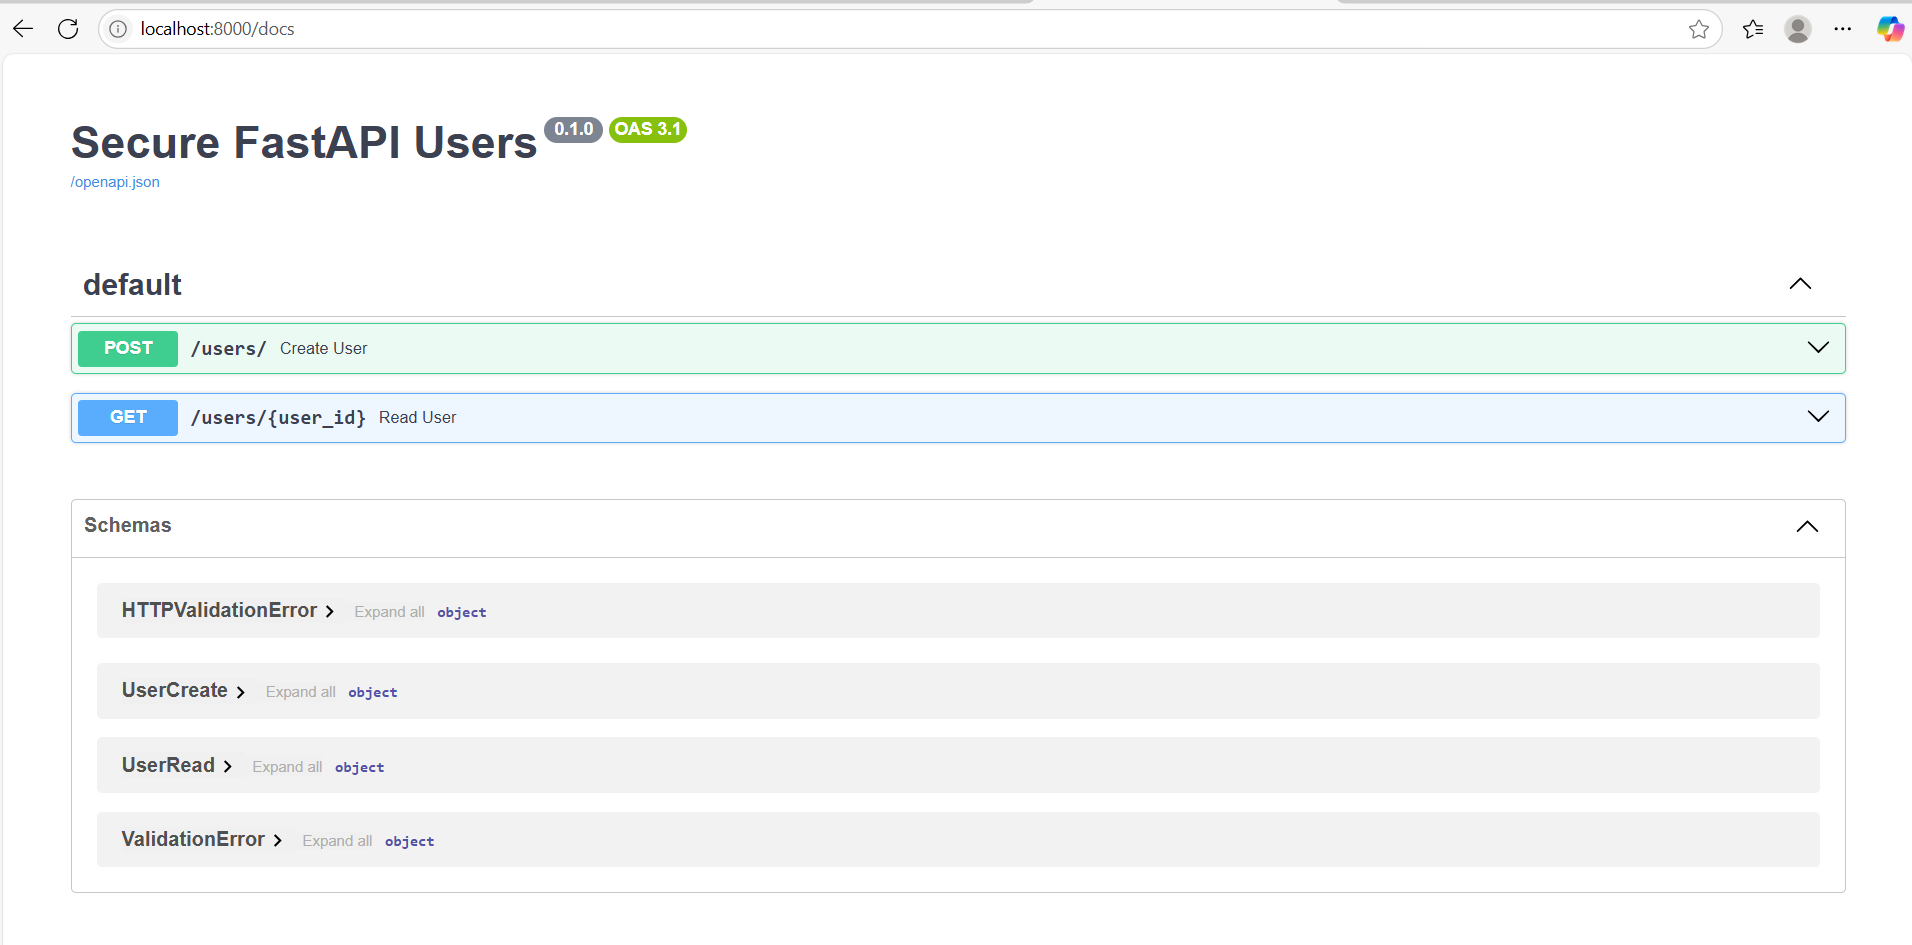 localhost:8000/docs
Secure FastAPI Users 0.1.0 OAS 3.1
/openapi.json
default
POST /users/ Create User
GET /users/{user_id} Read User
Schemas
HTTPValidationError Expand all object
UserCreate Expand all object
UserRead Expand all object
ValidationError Expand all object